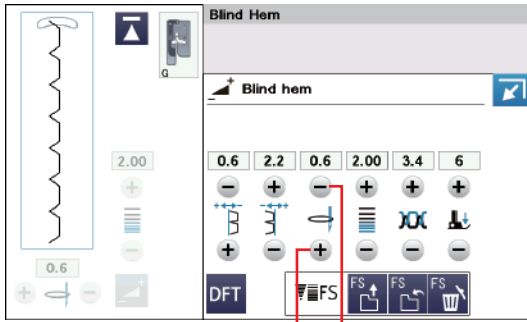 Blind Hem
G
Blind hem
2.00
0.6
0.6 2.2 0.6 2.00 3.4 6
DFT
FS
FS
FS
FS